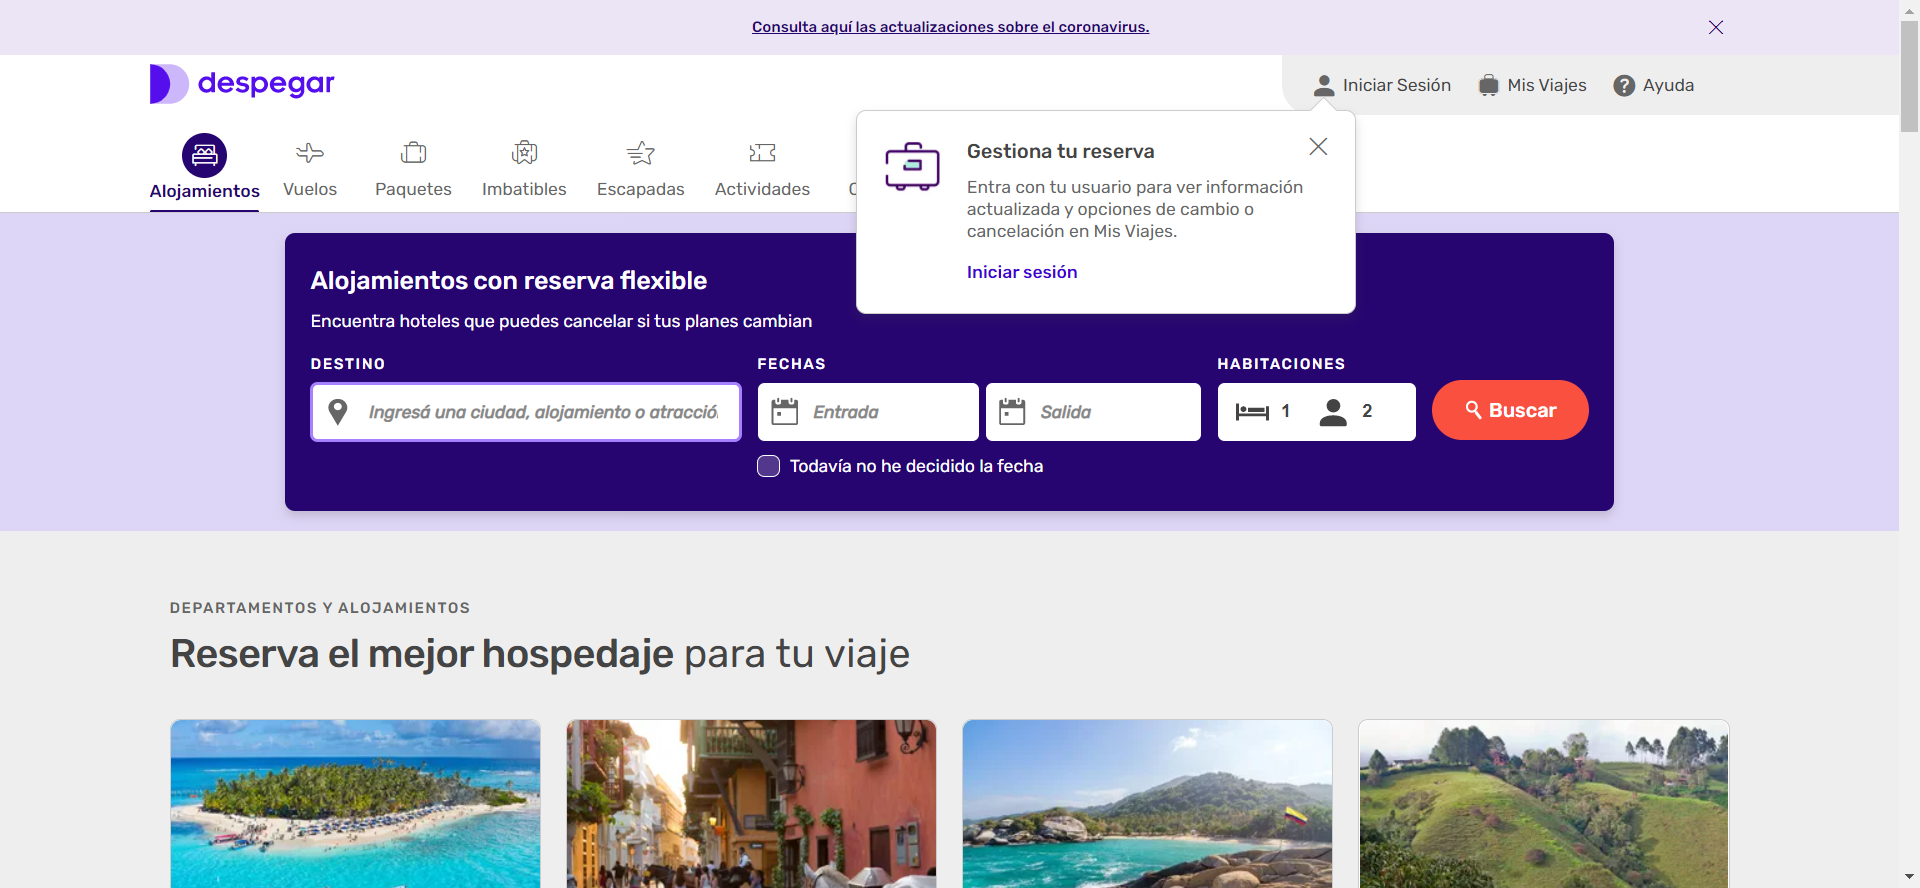 Consulta aquí las actualizaciones sobre el coronavirus.
despegar
Iniciar Sesión
Mis Viajes
Ayuda
Alojamientos
Vuelos
Paquetes
Imbatibles
Escapadas
Actividades
Gestiona tu reserva
Entra con tu usuario para ver información
actualizada y opciones de cambio o
cancelación en Mis Viajes.
Iniciar sesión
Alojamientos con reserva flexible
Encuentra hoteles que puedes cancelar si tus planes cambian
DESTINO
Ingresá una ciudad, alojamiento o atracció
FECHAS
Entrada
Salida
HABITACIONES
1
2
Buscar
Todavía no he decidido la fecha
DEPARTAMENTOS Y ALOJAMIENTOS
Reserva el mejor hospedaje para tu viaje